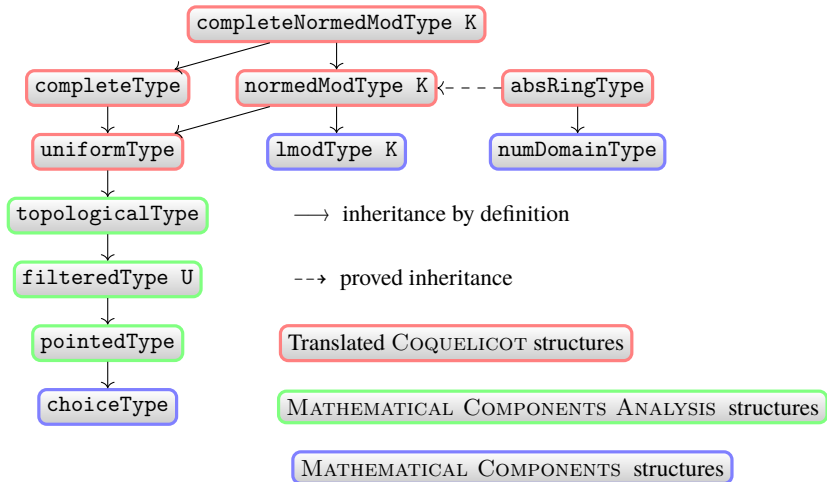 completeNormedModType K
completeType normedModType K absRingType
uniformType lmodType K numDomainType
topologicalType inheritance by definition
filteredType U proved inheritance
pointedType Translated COQUELICOT structures
choiceType MATHEMATICAL COMPONENTS ANALYSIS structures
MATHEMATICAL COMPONENTS structures